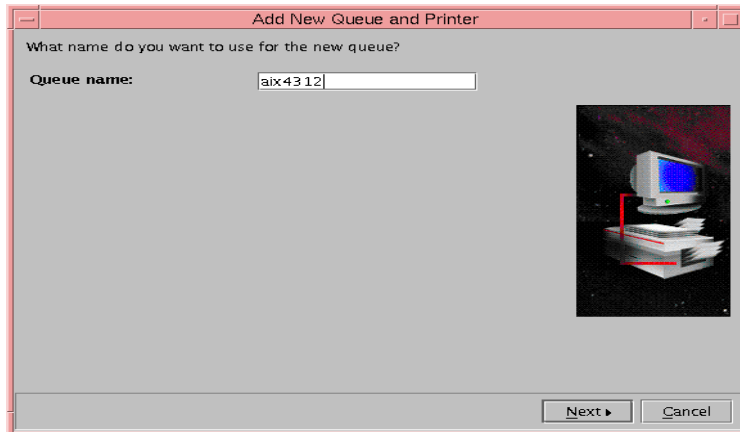 Add New Queue and Printer
What name do you want to use for the new queue?
Queue name: aix4312
Next
Cancel